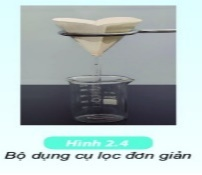 Hình 2.4
Bộ dụng cụ lọc đơn giản